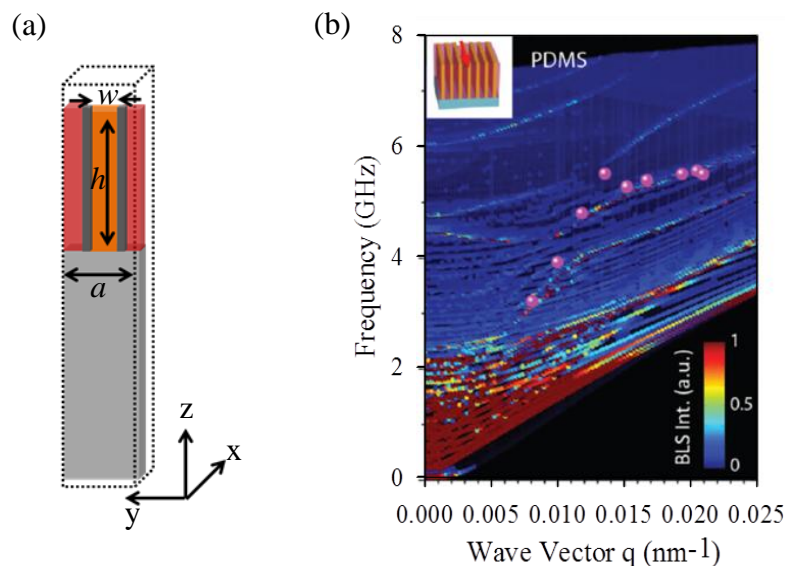 (a)
w
h
a
z
x
y
(b)
PDMS
8
6
4
2
0
Frequency (GHz)
BLS Int. (a.u.)
1
0.5
0
0.000 0.005 0.010 0.015 0.020 0.025
Wave Vector q (nm-1)